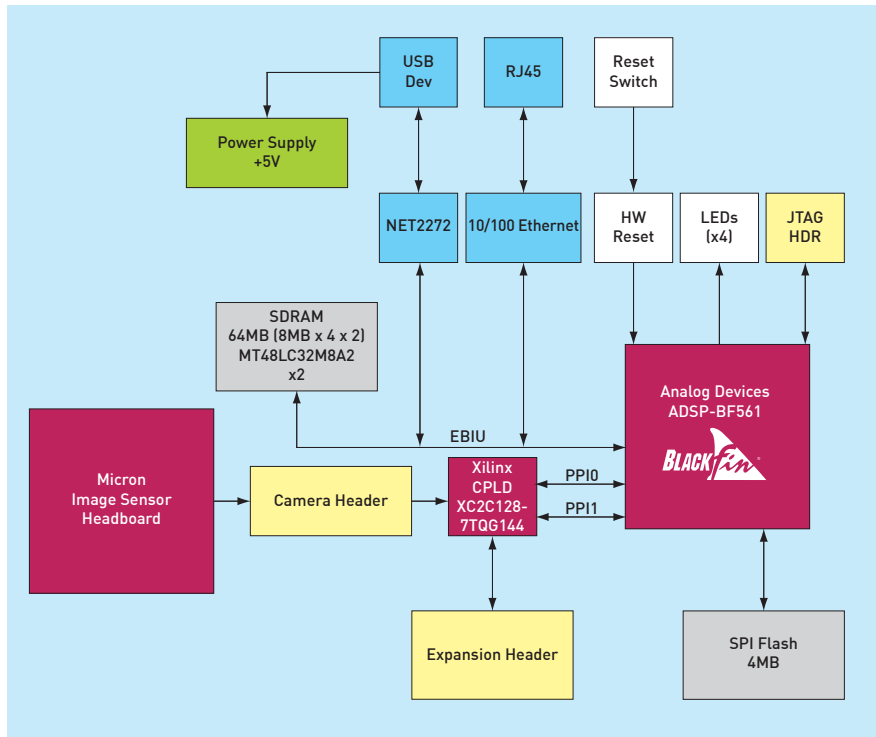 USB
Dev
RJ45
Reset
Switch
Power Supply
+5V
NET2272
10/100 Ethernet
HW
Reset
LEDs
(x4)
JTAG
HDR
SDRAM
64MB (8MB x 4 x 2)
MT48LC32M8A2
x2
Analog Devices
ADSP-BF561
BLACKfin
EBIU
Micron
Image Sensor
Headboard
Camera Header
Xilinx
CPLD
XC2C128-
7TQG144
PPI0
PPI1
Expansion Header
SPI Flash
4MB